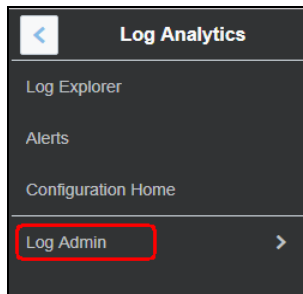 Log Analytics
Log Explorer
Alerts
Configuration Home
Log Admin